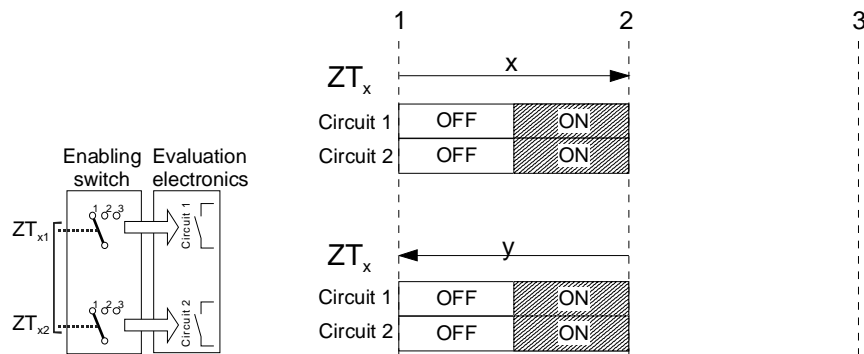 1 2 3
ZTx x
Circuit 1 OFF ON
Circuit 2 OFF ON
Enabling switch
Evaluation electronics
1 2 3
ZTx1
Circuit 1
1 2 3
ZTx2
Circuit 2
ZTx y
Circuit 1 OFF ON
Circuit 2 OFF ON